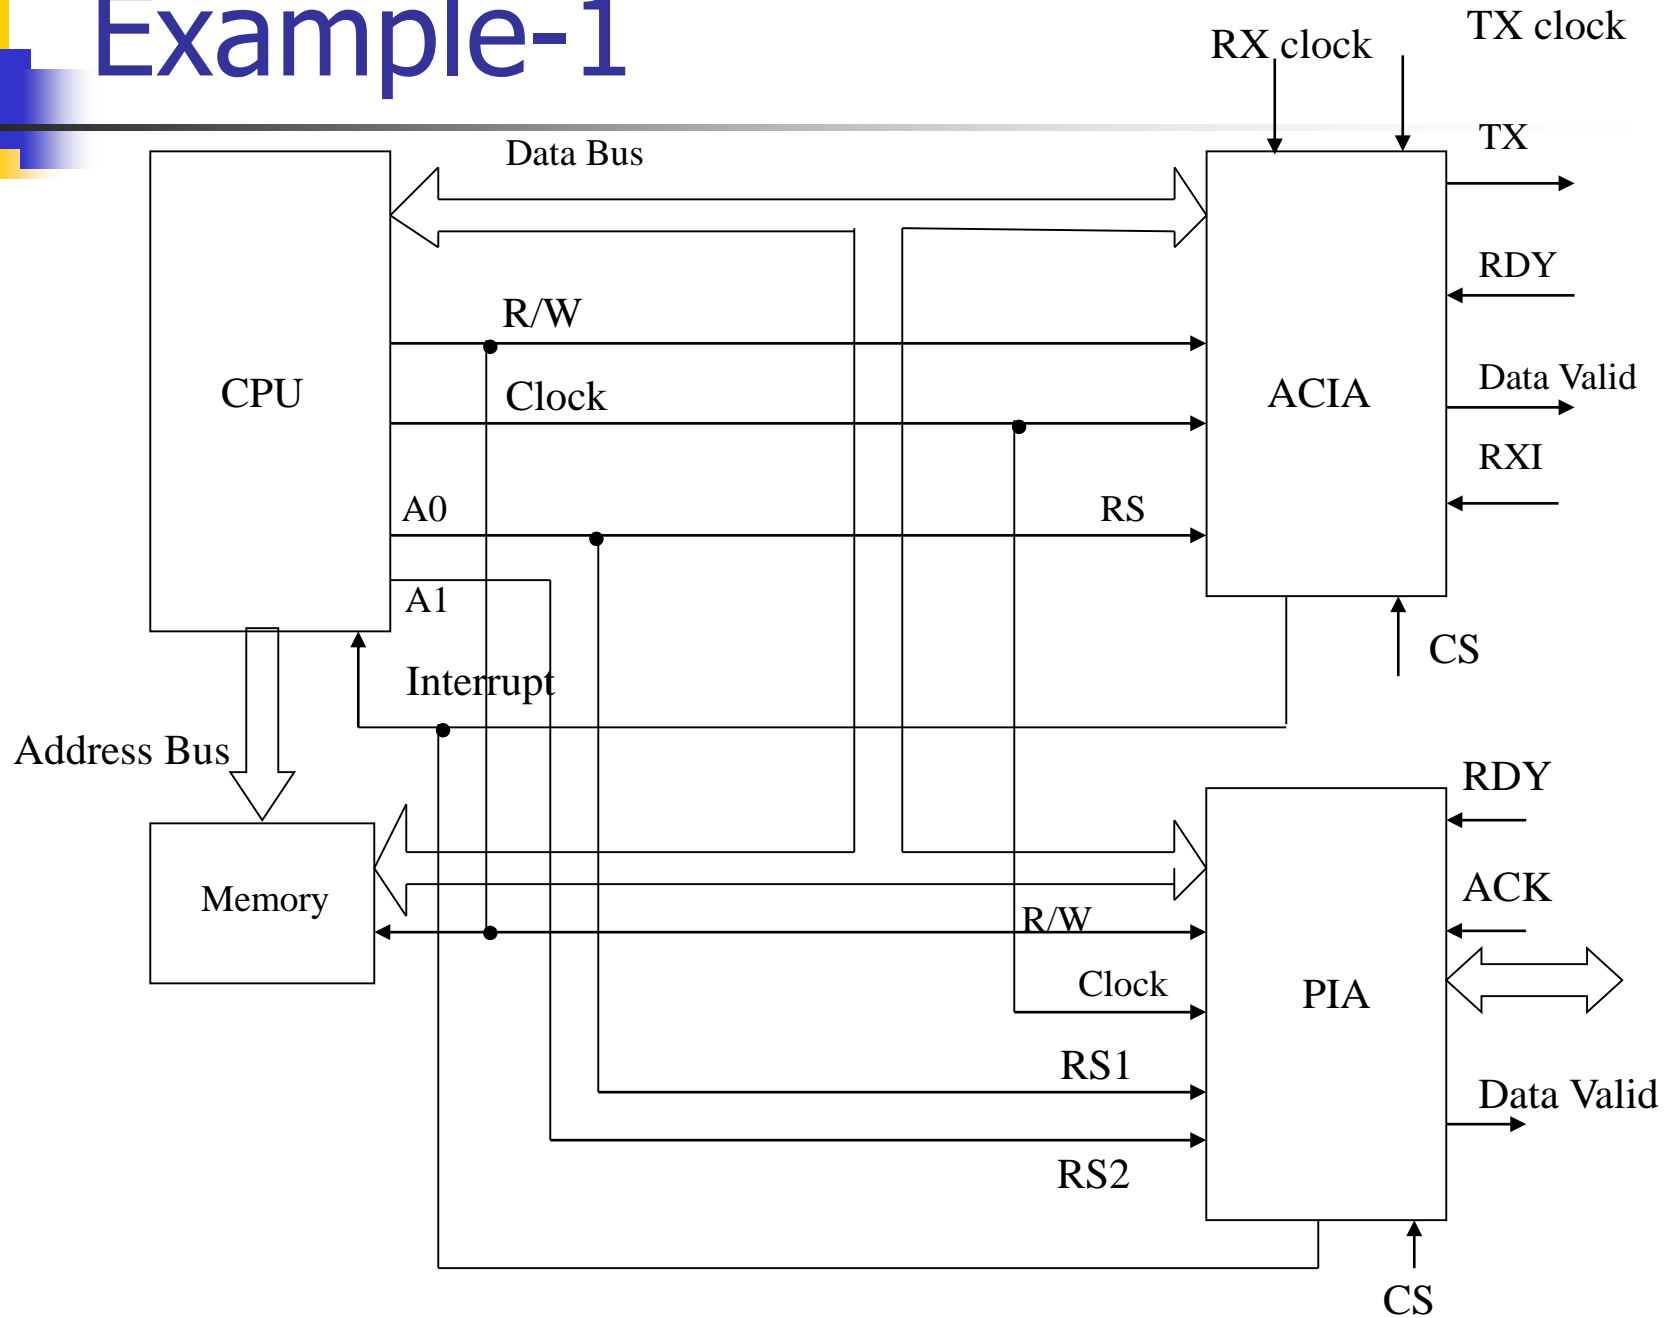 Example-1
RX clock
TX clock
Data Bus
TX
RDY
R/W
CPU
Clock
ACIA
Data Valid
RXI
A0
RS
A1
CS
Interrupt
Address Bus
RDY
Memory
ACK
R/W
Clock
PIA
RS1
Data Valid
RS2
CS